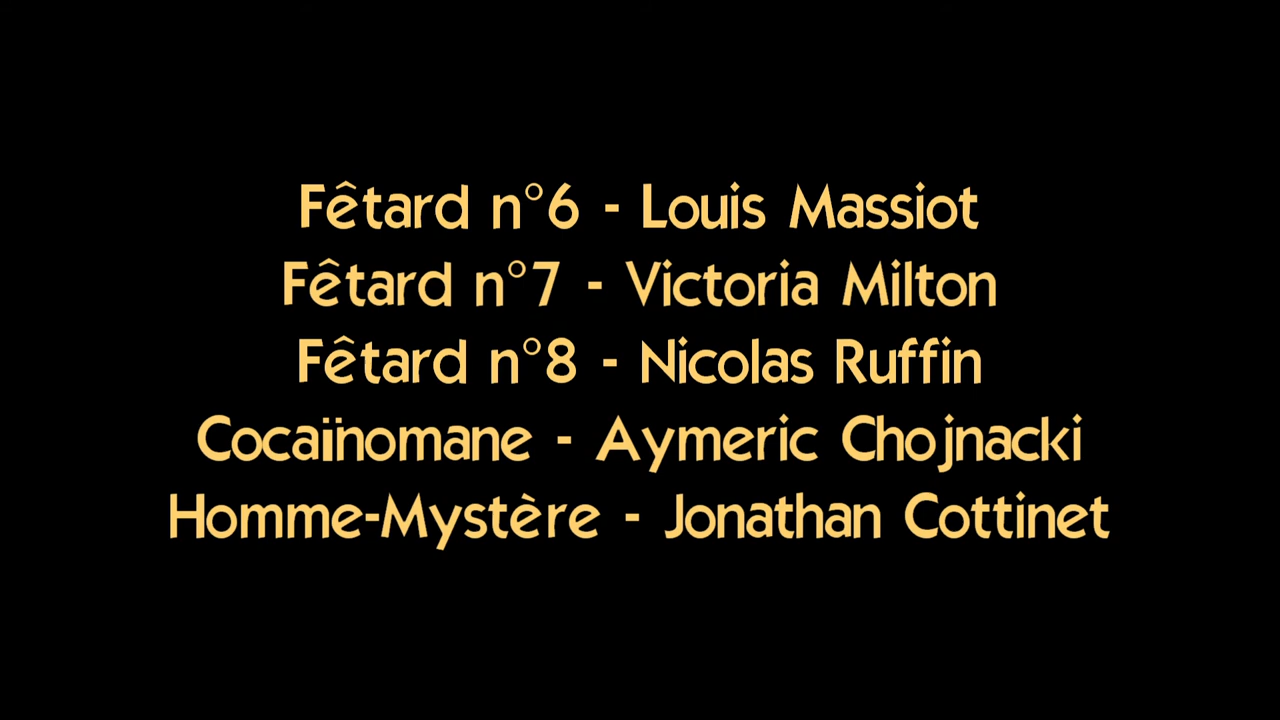 Fêtard n°6 - Louis Massiot
Fêtard n°7 - Victoria Milton
Fêtard n°8 - Nicolas Ruffin
Cocaïnomane - Aymeric Chojnacki
Homme-Mystère - Jonathan Cottinet